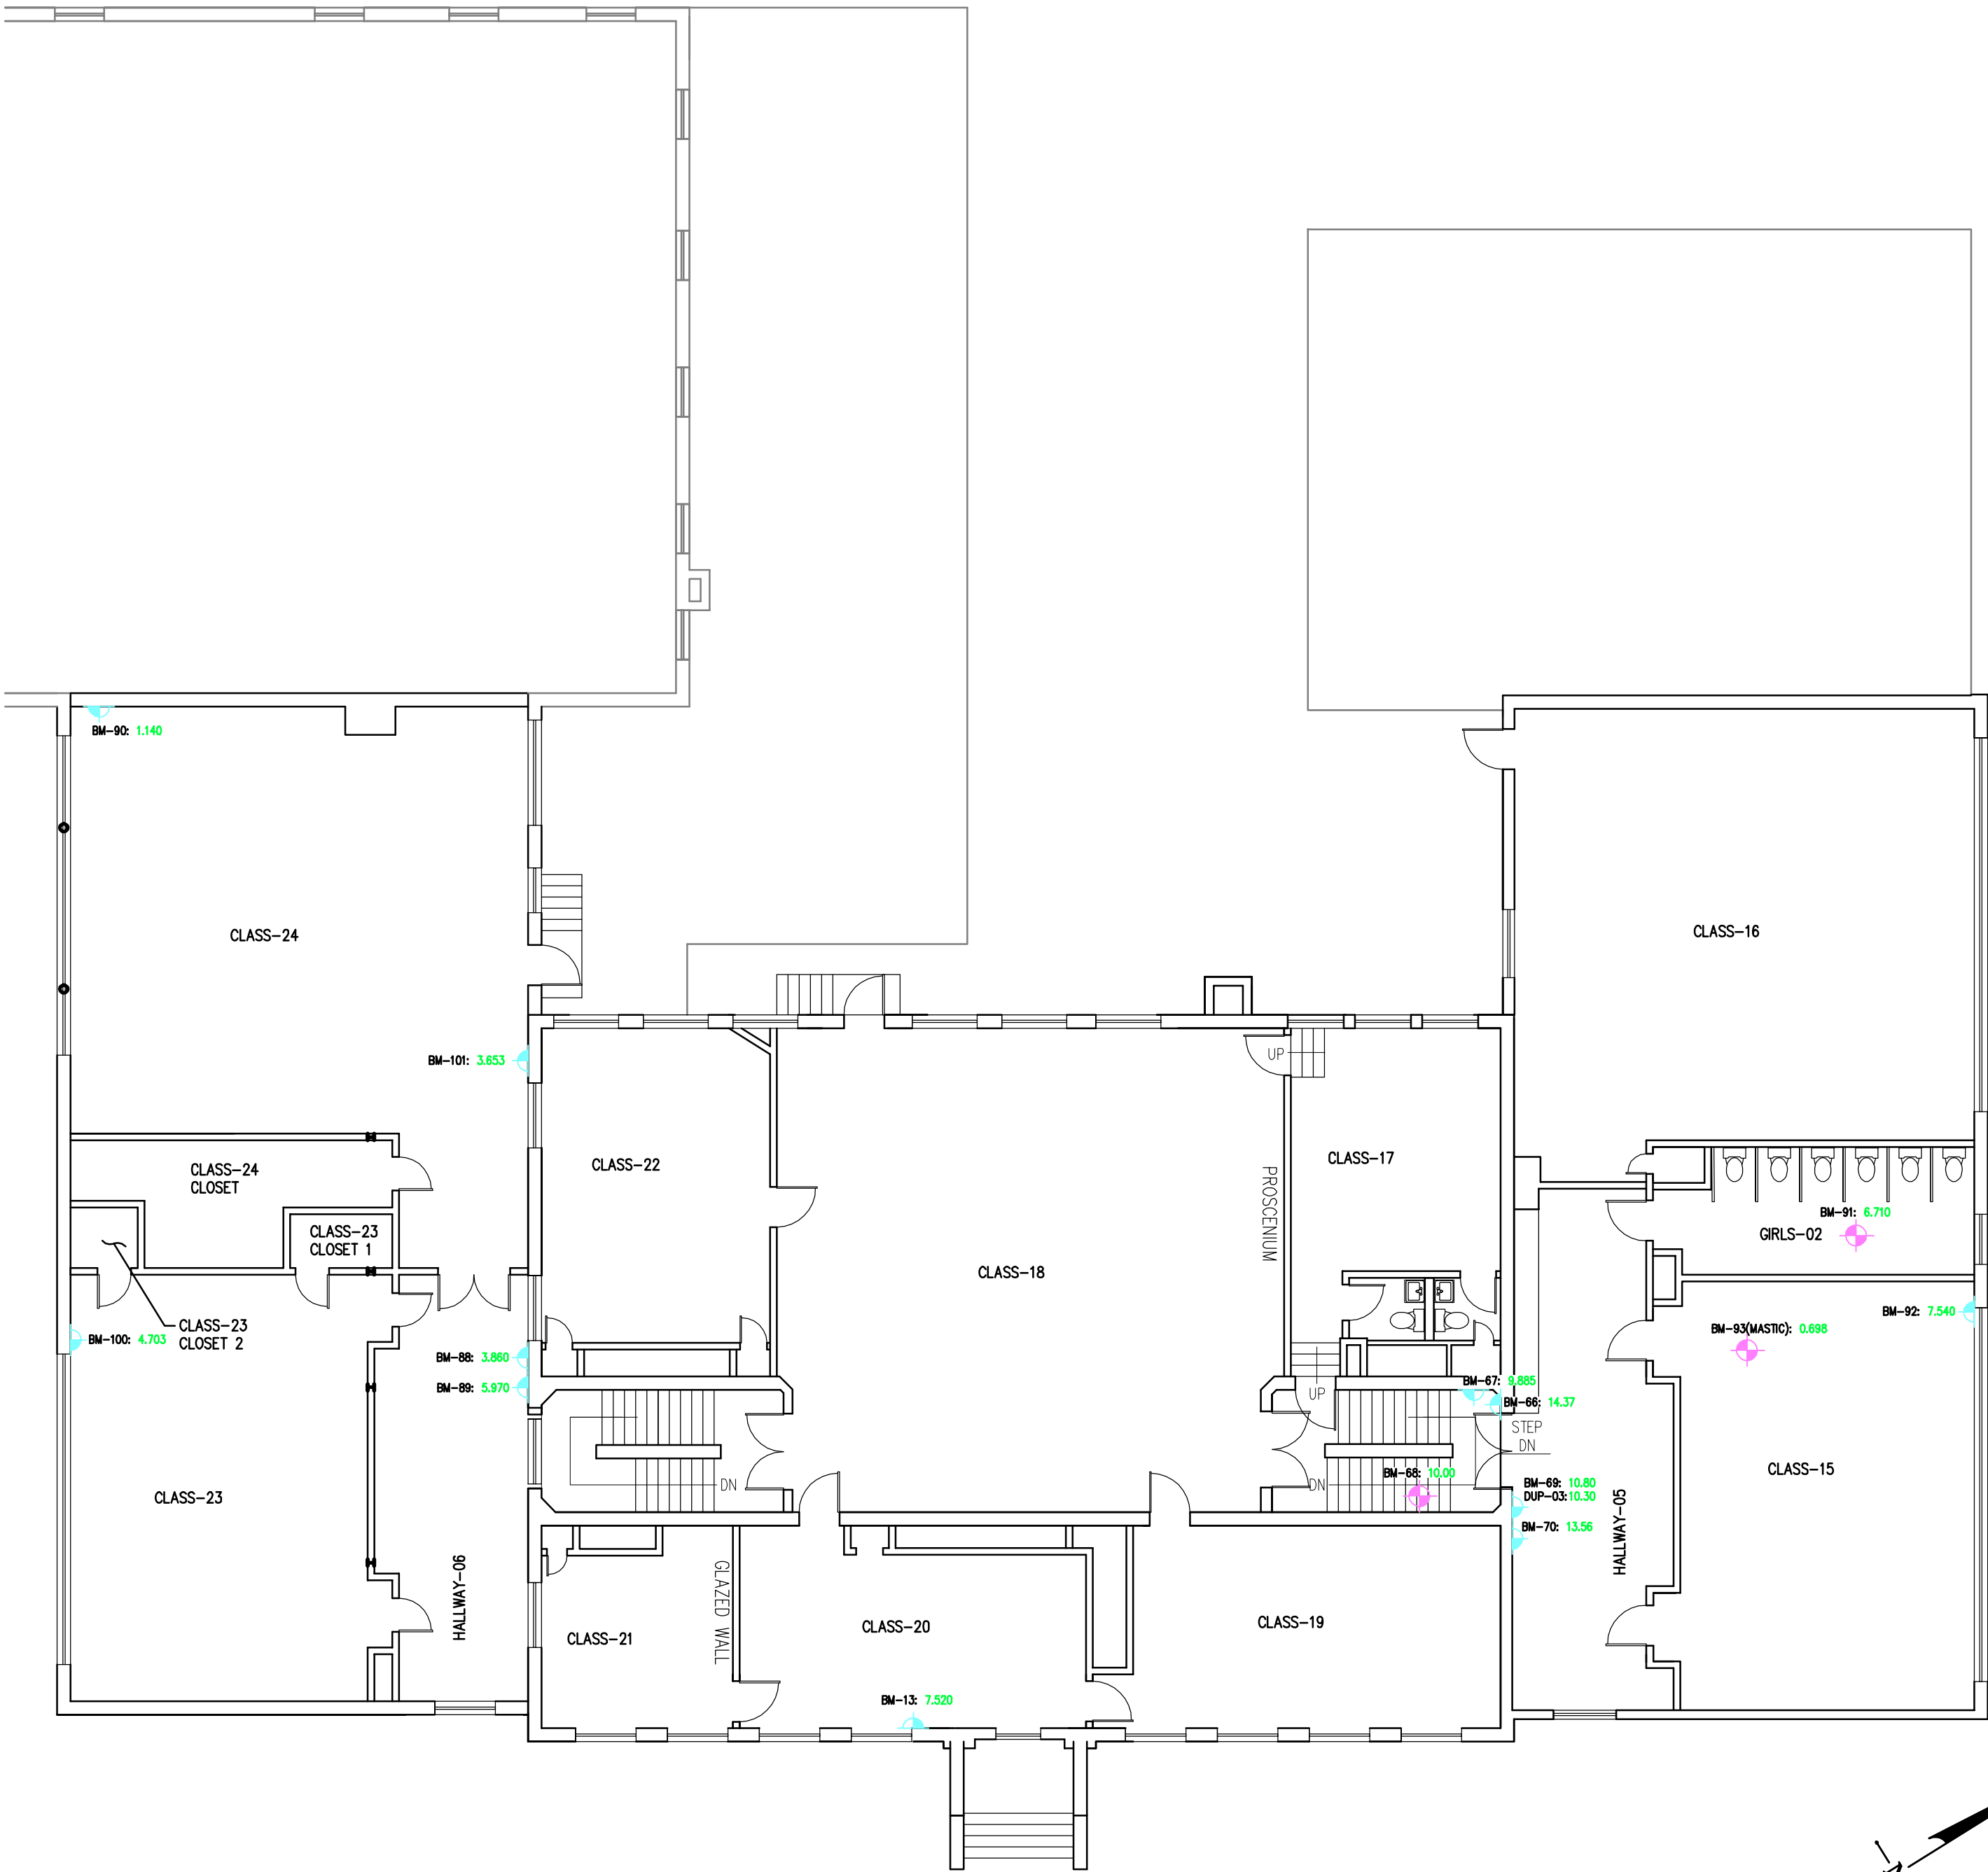 BM-90: 1.140
CLASS-24
CLASS-16
BM-101: 3.653
CLASS-22
CLASS-17
UP
PROSCENIUM
CLASS-24
CLOSET
CLASS-23
CLOSET 1
CLASS-18
BM-91: 6.710
GIRLS-02
BM-92: 7.540
BM-93(MASTIC): 0.698
CLASS-23
CLOSET 2
BM-100: 4.703
BM-88: 3.860
BM-89: 5.970
BM-67: 9.885
BM-66: 14.37
UP
STEP
DN
DN
DN
BM-68: 10.00
CLASS-15
CLASS-23
BM-69: 10.80
DUP-03: 10.30
BM-70: 13.56
HALLWAY-05
HALLWAY-06
GLAZED WALL
CLASS-21
CLASS-20
CLASS-19
BM-13: 7.520